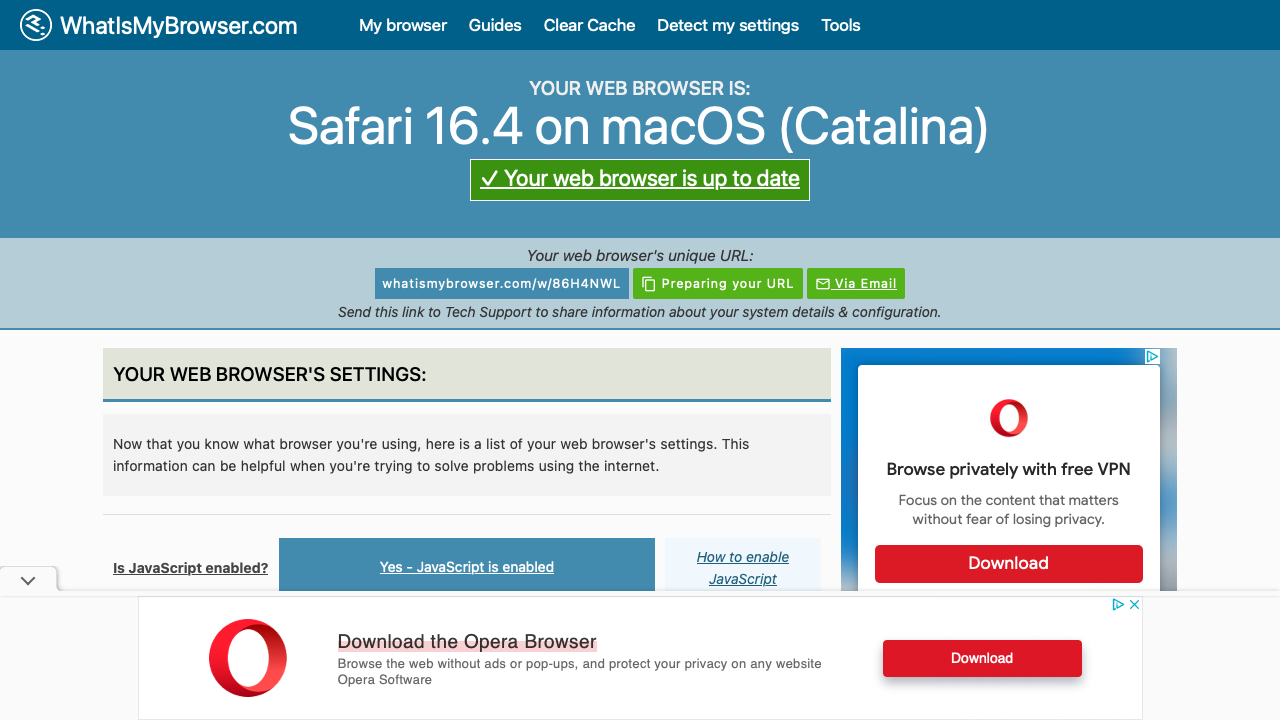 WhatIsMyBrowser.com
My browser Guides Clear Cache Detect my settings Tools
YOUR WEB BROWSER IS:
Safari 16.4 on macOS (Catalina)
✓ Your web browser is up to date
Your web browser's unique URL:
whatismybrowser.com/w/86H4NWL Preparing your URL Via Email
Send this link to Tech Support to share information about your system details & configuration.
YOUR WEB BROWSER'S SETTINGS:
Now that you know what browser you're using, here is a list of your web browser's settings. This
information can be helpful when you're trying to solve problems using the internet.
Is JavaScript enabled?
Yes - JavaScript is enabled
How to enable
JavaScript
Browse privately with free VPN
Focus on the content that matters
without fear of losing privacy.
Download
Download the Opera Browser
Browse the web without ads or pop-ups, and protect your privacy on any website
Opera Software
Download